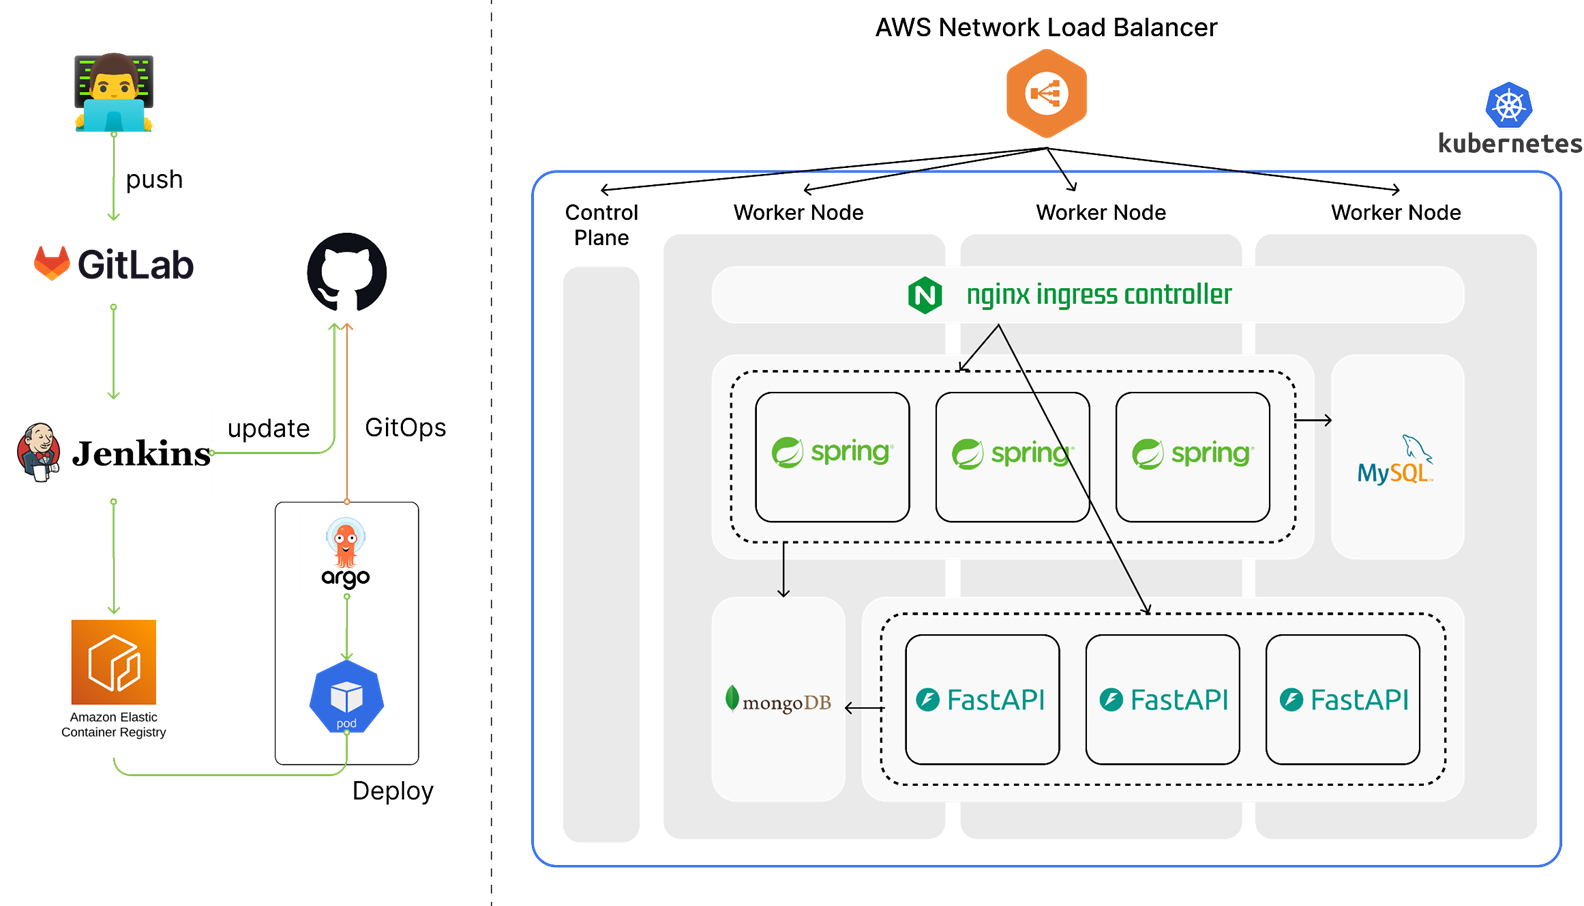 push
GitLab
Jenkins
update
GitOps
argo
pod
Amazon Elastic
Container Registry
Deploy
AWS Network Load Balancer
kubernetes
Control
Plane
Worker Node
Worker Node
Worker Node
N nginx ingress controller
spring®
spring®
spring®
MySQL™
mongoDB
FastAPI
FastAPI
FastAPI